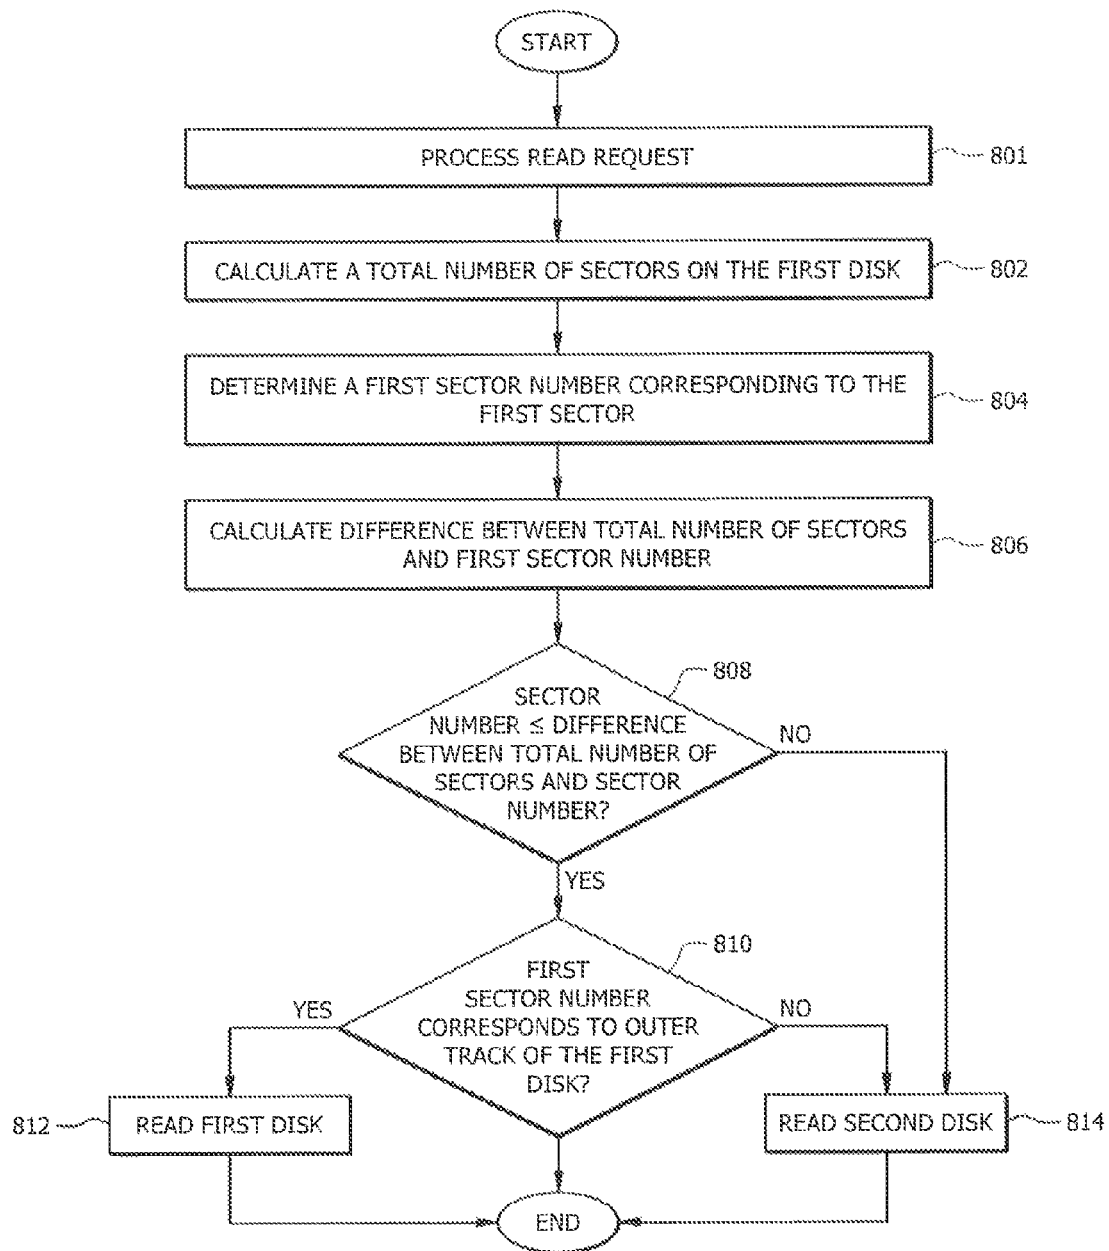 START
PROCESS READ REQUEST
801
CALCULATE A TOTAL NUMBER OF SECTORS ON THE FIRST DISK
802
DETERMINE A FIRST SECTOR NUMBER CORRESPONDING TO THE
FIRST SECTOR
804
CALCULATE DIFFERENCE BETWEEN TOTAL NUMBER OF SECTORS
AND FIRST SECTOR NUMBER
806
808
SECTOR
NUMBER ≤ DIFFERENCE
BETWEEN TOTAL NUMBER OF
SECTORS AND SECTOR
NUMBER?
NO
YES
810
FIRST
SECTOR NUMBER
CORRESPONDS TO OUTER
TRACK OF THE FIRST
DISK?
YES
NO
812
READ FIRST DISK
READ SECOND DISK
814
END